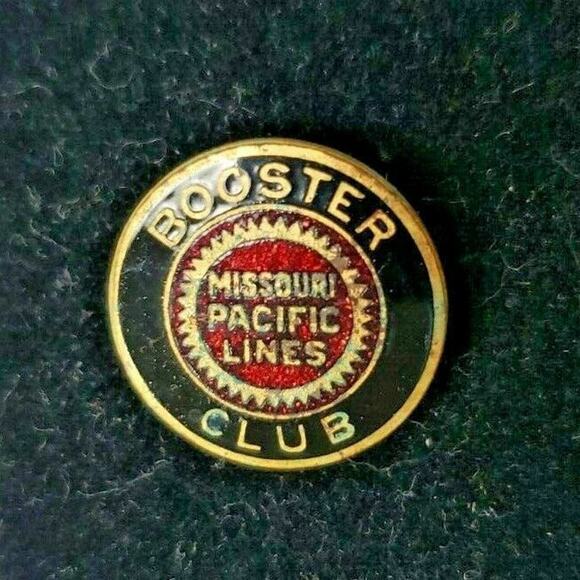 BOOSTER
MISSOURI
PACIFIC
LINES
CLUB